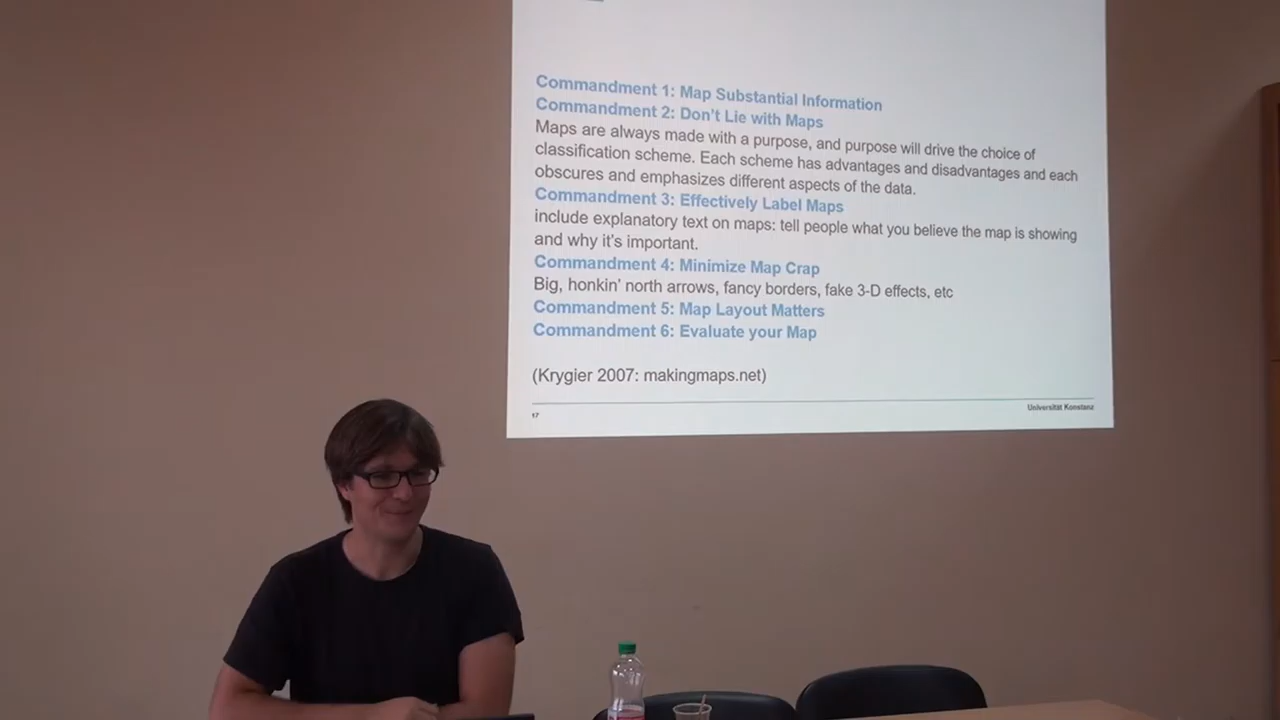 Commandment 1: Map Substantial Information
Commandment 2: Don't Lie with Maps
Maps are always made with a purpose, and purpose will drive the choice of
classification scheme. Each scheme has advantages and disadvantages and each
obscures and emphasizes different aspects of the data.
Commandment 3: Effectively Label Maps
include explanatory text on maps: tell people what you believe the map is showing
and why it's important.
Commandment 4: Minimize Map Crap
Big, honkin' north arrows, fancy borders, fake 3-D effects, etc
Commandment 5: Map Layout Matters
Commandment 6: Evaluate your Map
(Krygier 2007: makingmaps.net)
17
Universität Konstanz